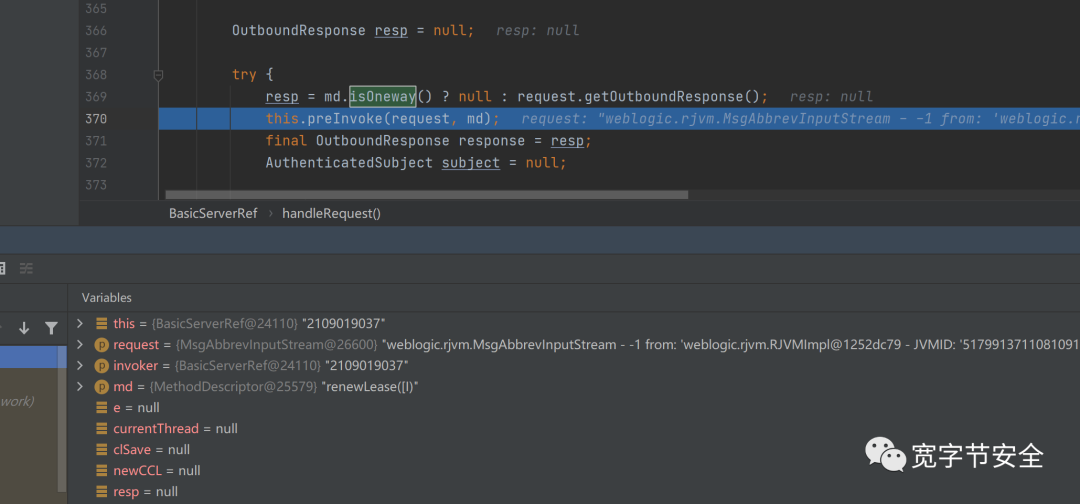 365
366 OutboundResponse resp = null; resp: null
367
368 try {
369 resp = md.isOneway() ? null : request.getOutboundResponse(); resp: null
370 this.preInvoke(request, md); request: "weblogic.rjvm.MsgAbbrevInputStream - -1 from: 'weblogic.r
371 final OutboundResponse response = resp;
372 AuthenticatedSubject subject = null;
373
BasicServerRef › handleRequest()
Variables
this = {BasicServerRef@24110} "2109019037"
request = {MsgAbbrevInputStream@26600} "weblogic.rjvm.MsgAbbrevInputStream - -1 from: 'weblogic.rjvm.RJVMImpl@1252dc79 - JVMID: '5179913711081091
invoker = {BasicServerRef@24110} "2109019037"
md = {MethodDescriptor@25579} "renewLease([I)"
work)
e = null
currentThread = null
clSave = null
newCCL = null
resp = null
宽字节安全